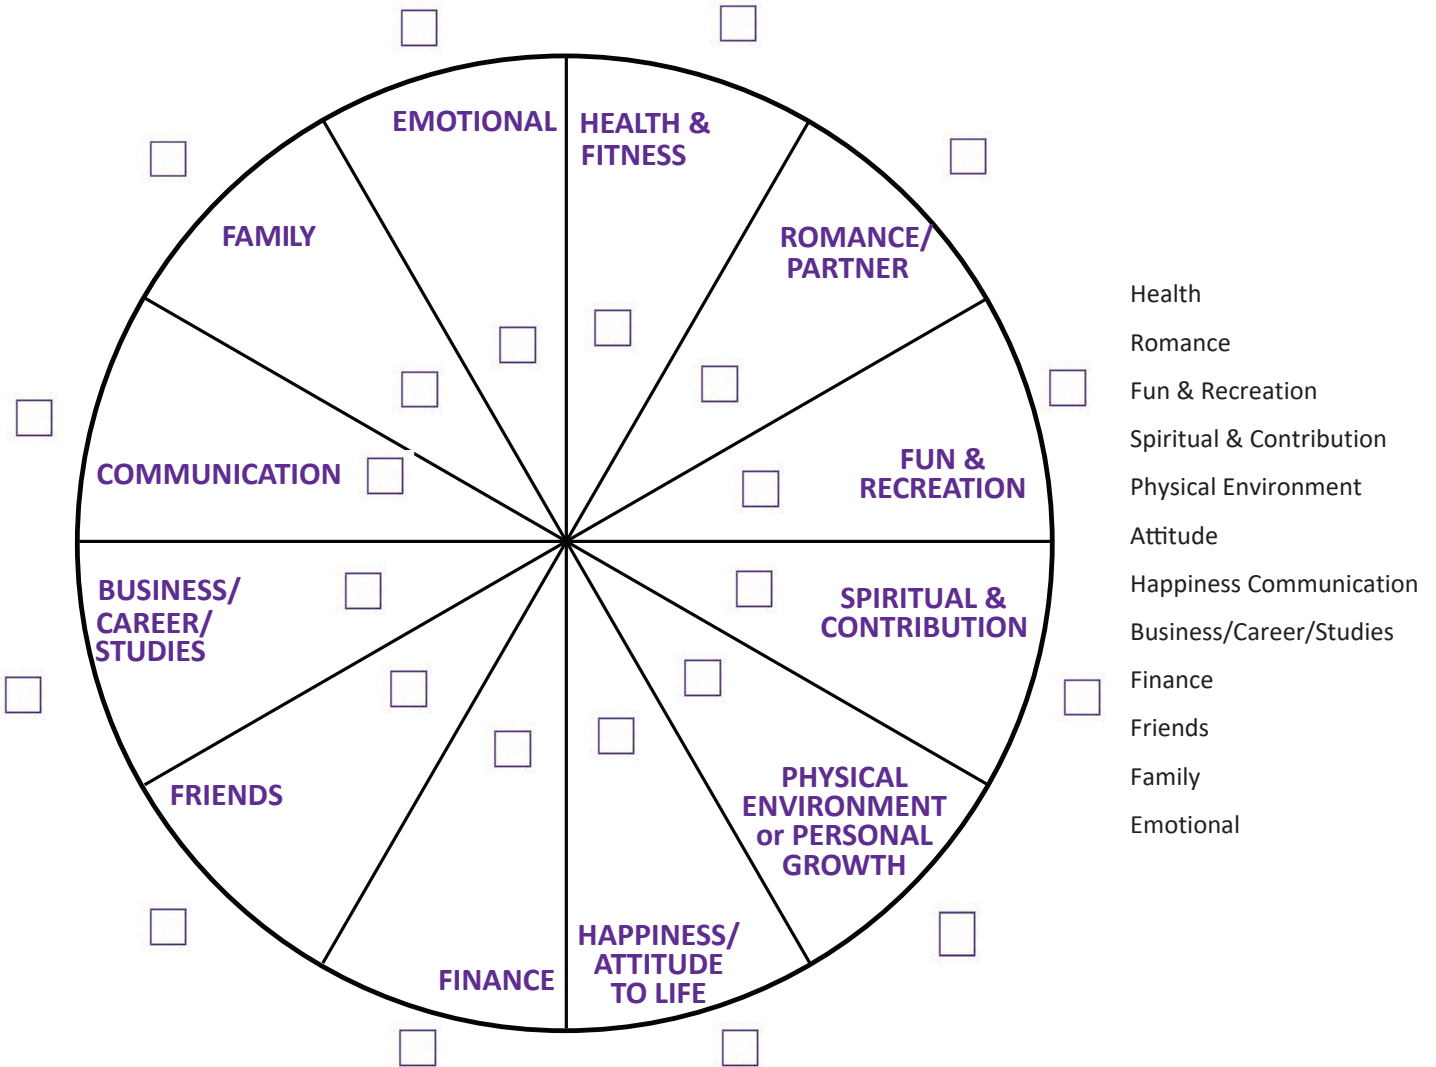 EMOTIONAL
HEALTH &
FITNESS
FAMILY
ROMANCE/
PARTNER
COMMUNICATION
FUN &
RECREATION
BUSINESS/
CAREER/
STUDIES
SPIRITUAL &
CONTRIBUTION
FRIENDS
PHYSICAL
ENVIRONMENT
or PERSONAL
GROWTH
FINANCE
HAPPINESS/
ATTITUDE
TO LIFE
Health
Romance
Fun & Recreation
Spiritual & Contribution
Physical Environment
Attitude
Happiness Communication
Business/Career/Studies
Finance
Friends
Family
Emotional